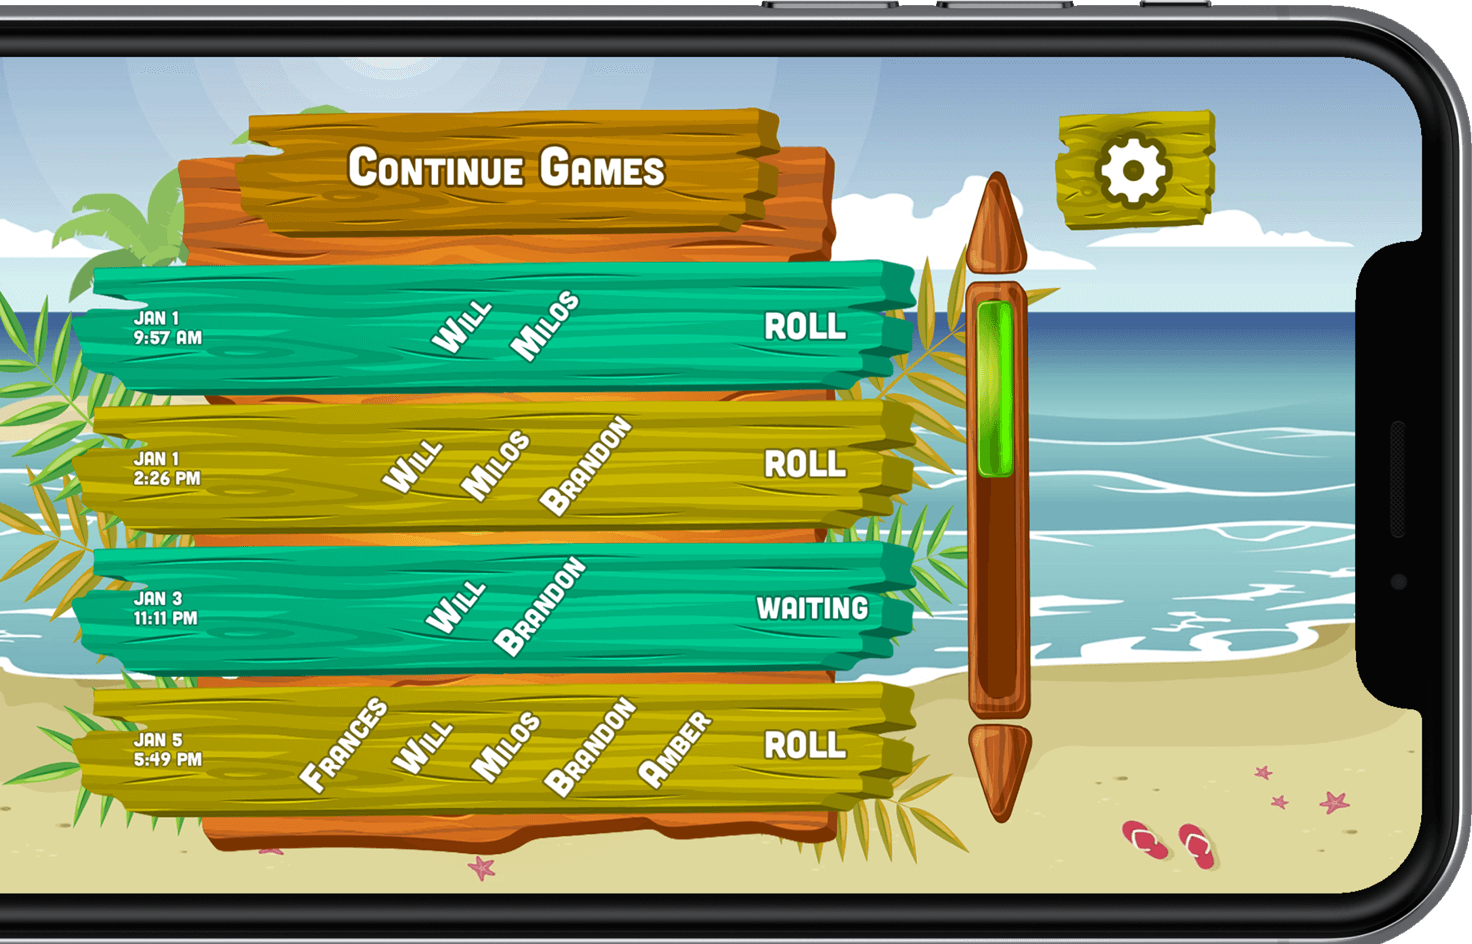 Continue Games
JAN 1
9:57 AM
Will
Milos
ROLL
JAN 1
2:26 PM
Will
Milos
Brandon
ROLL
JAN 3
11:11 PM
Will
Brandon
WAITING
JAN 5
5:49 PM
Frances
Will
Milos
Brandon
Amber
ROLL